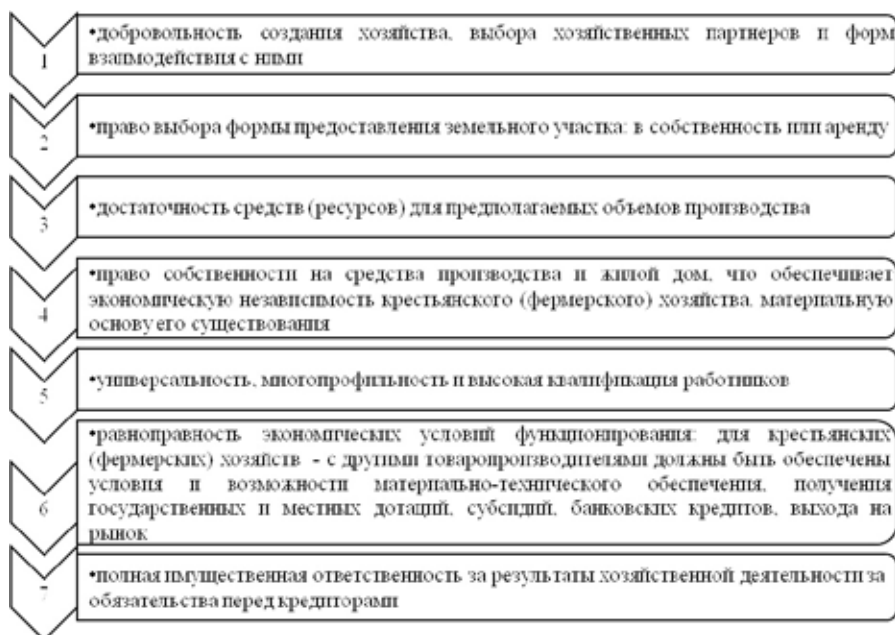 1
•добровольность создания хозяйства, выбора хозяйственных партнеров и форм
взаимодействия с ними
2
•право выбора формы предоставления земельного участка: в собственность или аренду
3
•достаточность средств (ресурсов) для предполагаемых объемов производства
4
•право собственности на средства производства и жилой дом, что обеспечивает
экономическую независимость крестьянского (фермерского) хозяйства, материальную
основу его существования
5
•универсальность, многопрофильность и высокая квалификация работников
6
•равноправность экономических условий функционирования: для крестьянских
(фермерских) хозяйств - с другими товаропроизводителями должны быть обеспечены
условия и возможности материально-технического обеспечения, получения
государственных и местных дотаций, субсидий, банковских кредитов, выхода на
рынок
7
•полная имущественная ответственность за результаты хозяйственной деятельности за
обязательства перед кредиторами